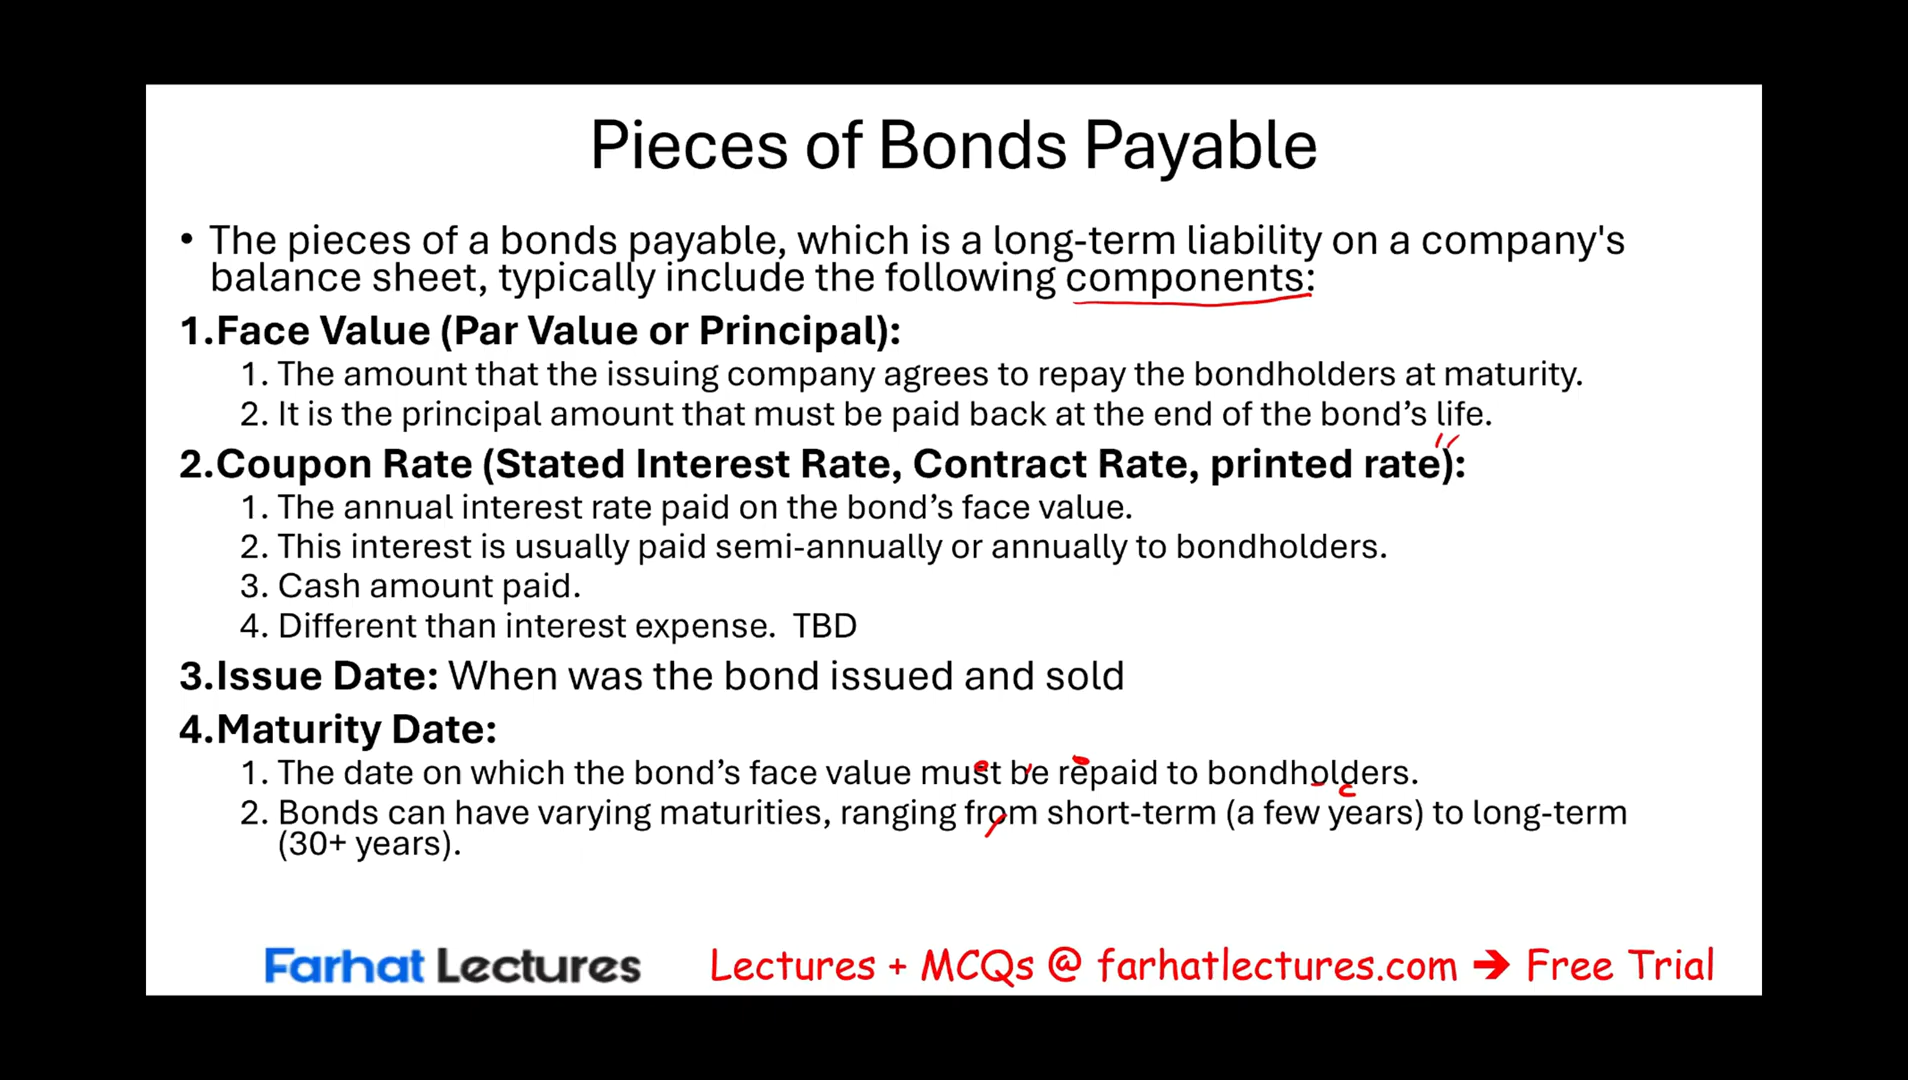 Pieces of Bonds Payable
• The pieces of a bonds payable, which is a long-term liability on a company's
balance sheet, typically include the following components:
1.Face Value (Par Value or Principal):
1. The amount that the issuing company agrees to repay the bondholders at maturity.
2. It is the principal amount that must be paid back at the end of the bond’s life.
2.Coupon Rate (Stated Interest Rate, Contract Rate, printed rate):
1. The annual interest rate paid on the bond’s face value.
2. This interest is usually paid semi-annually or annually to bondholders.
3. Cash amount paid.
4. Different than interest expense.  TBD
3.Issue Date: When was the bond issued and sold
4.Maturity Date:
1. The date on which the bond’s face value must be repaid to bondholders.
2. Bonds can have varying maturities, ranging from short-term (a few years) to long-term
(30+ years).
Farhat Lectures
Lectures + MCQs @ farhatlectures.com ➔ Free Trial